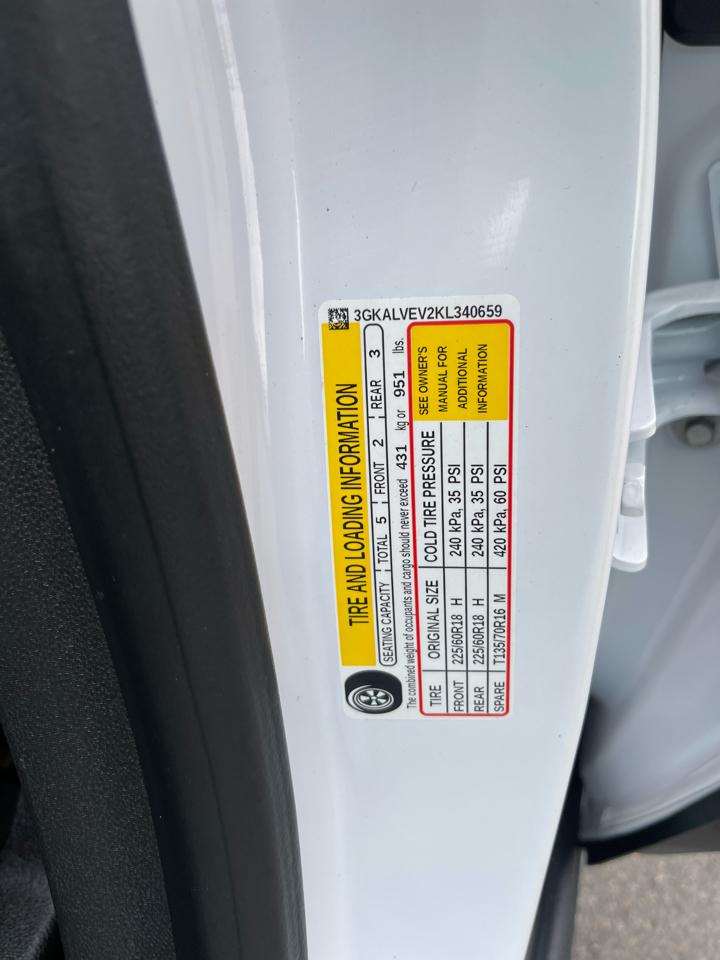 3GKALVEV2KL340659
TIRE AND LOADING INFORMATION
SEATING CAPACITY TOTAL 5 FRONT 2 REAR 3
The combined weight of occupants and cargo should never exceed 431 kg or 951 lbs.
TIRE ORIGINAL SIZE COLD TIRE PRESSURE
FRONT 225/60R18 H 240 kPa, 35 PSI
REAR 225/60R18 H 240 kPa, 35 PSI
SPARE T135/70R16 M 420 kPa, 60 PSI
SEE OWNER'S
MANUAL FOR
ADDITIONAL
INFORMATION